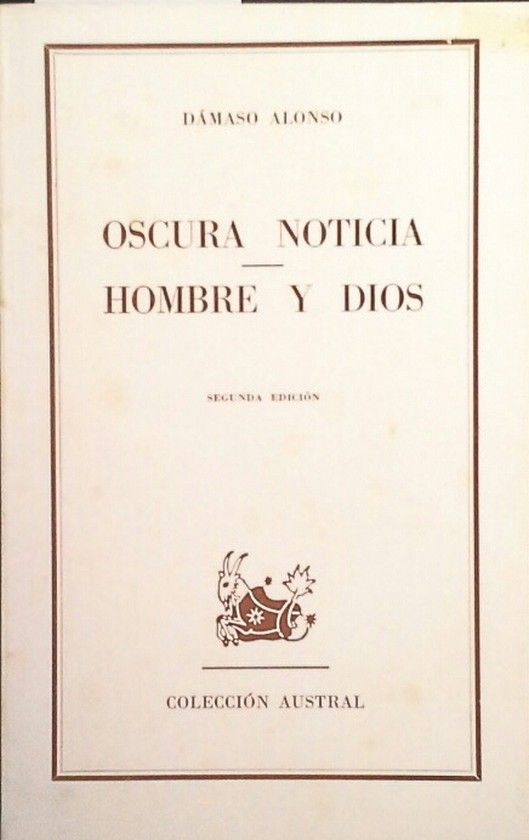 DÁMASO ALONSO
OSCURA NOTICIA
HOMBRE Y DIOS
SEGUNDA EDICIÓN
COLECCIÓN AUSTRAL